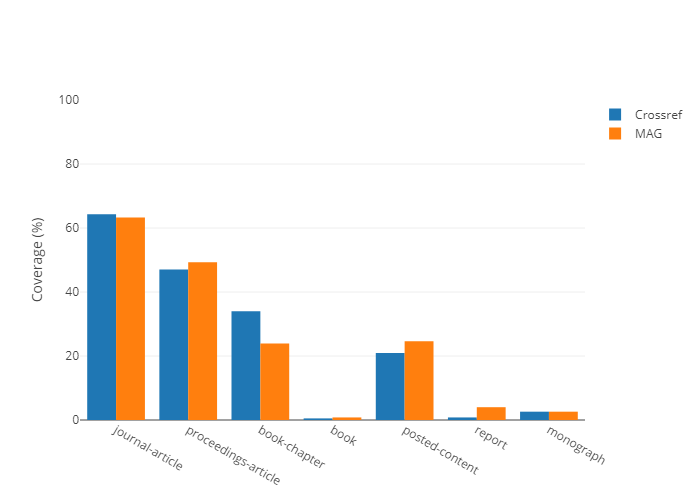 100
80
60
40
20
0
Coverage (%)
journal-article
proceedings-article
book-chapter
book
posted-content
report
monograph
Crossref
MAG